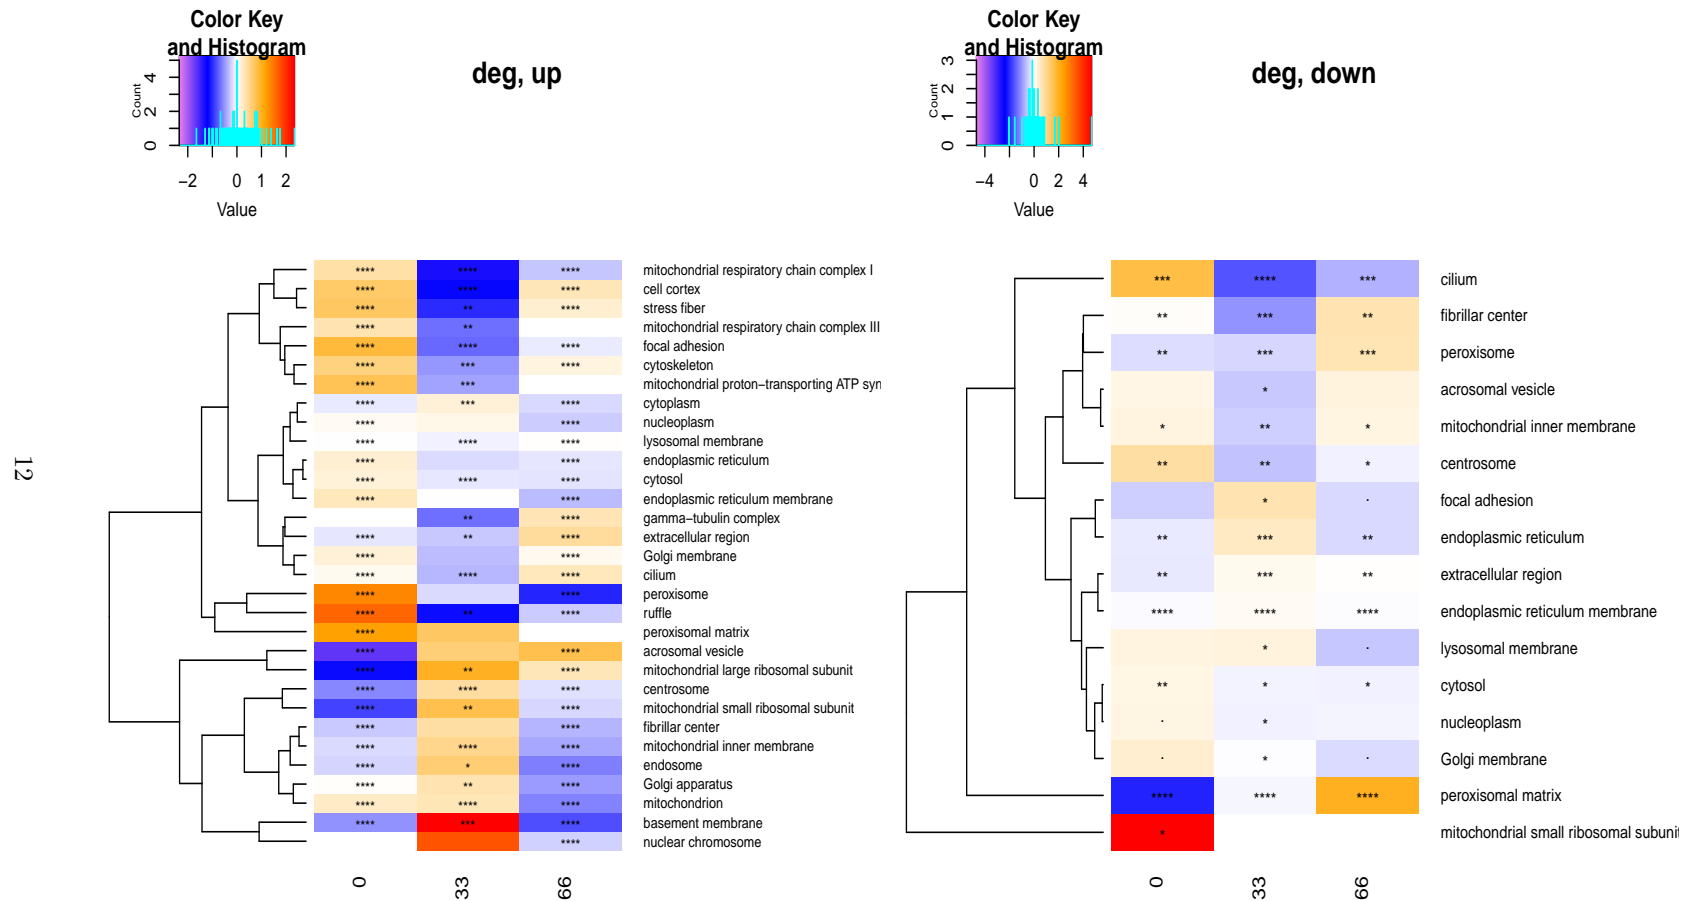 Color Key
and Histogram
Count
0 2 4
−2 0 1 2
Value
deg, up
**** **** **** mitochondrial respiratory chain complex I
**** **** **** cell cortex
**** ** **** stress fiber
**** ** mitochondrial respiratory chain complex III
**** **** **** focal adhesion
**** *** **** cytoskeleton
**** *** mitochondrial proton−transporting ATP syn
**** *** **** cytoplasm
**** **** nucleoplasm
**** **** **** lysosomal membrane
**** **** endoplasmic reticulum
**** **** **** cytosol
**** **** endoplasmic reticulum membrane
** **** gamma−tubulin complex
**** ** **** extracellular region
**** **** Golgi membrane
**** **** **** cilium
**** **** peroxisome
**** ** **** ruffle
**** peroxisomal matrix
**** **** acrosomal vesicle
**** ** **** mitochondrial large ribosomal subunit
**** **** **** centrosome
**** ** **** mitochondrial small ribosomal subunit
**** **** fibrillar center
**** **** **** mitochondrial inner membrane
**** * **** endosome
**** ** **** Golgi apparatus
**** **** **** mitochondrion
**** *** **** basement membrane
**** nuclear chromosome
0 33 66
Color Key
and Histogram
Count
0 1 2 3
−4 0 2 4
Value
deg, down
*** **** *** cilium
** *** ** fibrillar center
** *** *** peroxisome
* acrosomal vesicle
* ** * mitochondrial inner membrane
** ** * centrosome
* . focal adhesion
** *** ** endoplasmic reticulum
** *** ** extracellular region
**** **** **** endoplasmic reticulum membrane
* . lysosomal membrane
** * * cytosol
. * nucleoplasm
. * . Golgi membrane
**** **** **** peroxisomal matrix
* mitochondrial small ribosomal subuni
0 33 66
12